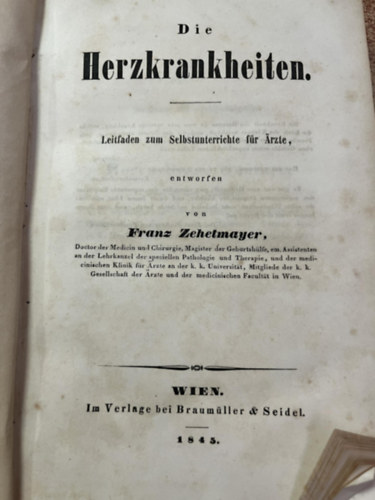 Die
Herzkrankheiten.
Leitfaden zum Selbstunterrichte für Ärzte,
entworfen
von
Franz Zehetmayer,
Doctor der Medicin und Chirurgie, Magister der Geburtshülfe, em. Assistenten
an der Lehrkanzel der speciellen Pathologie und Therapie, und der medi-
cinischen Klinik für Ärzte an der k. k. Universität, Mitgliede der k. k.
Gesellschaft der Ärzte und der medicinischen Facultät in Wien.
WIEN.
Im Verlage bei Braumüller & Seidel.
1845.